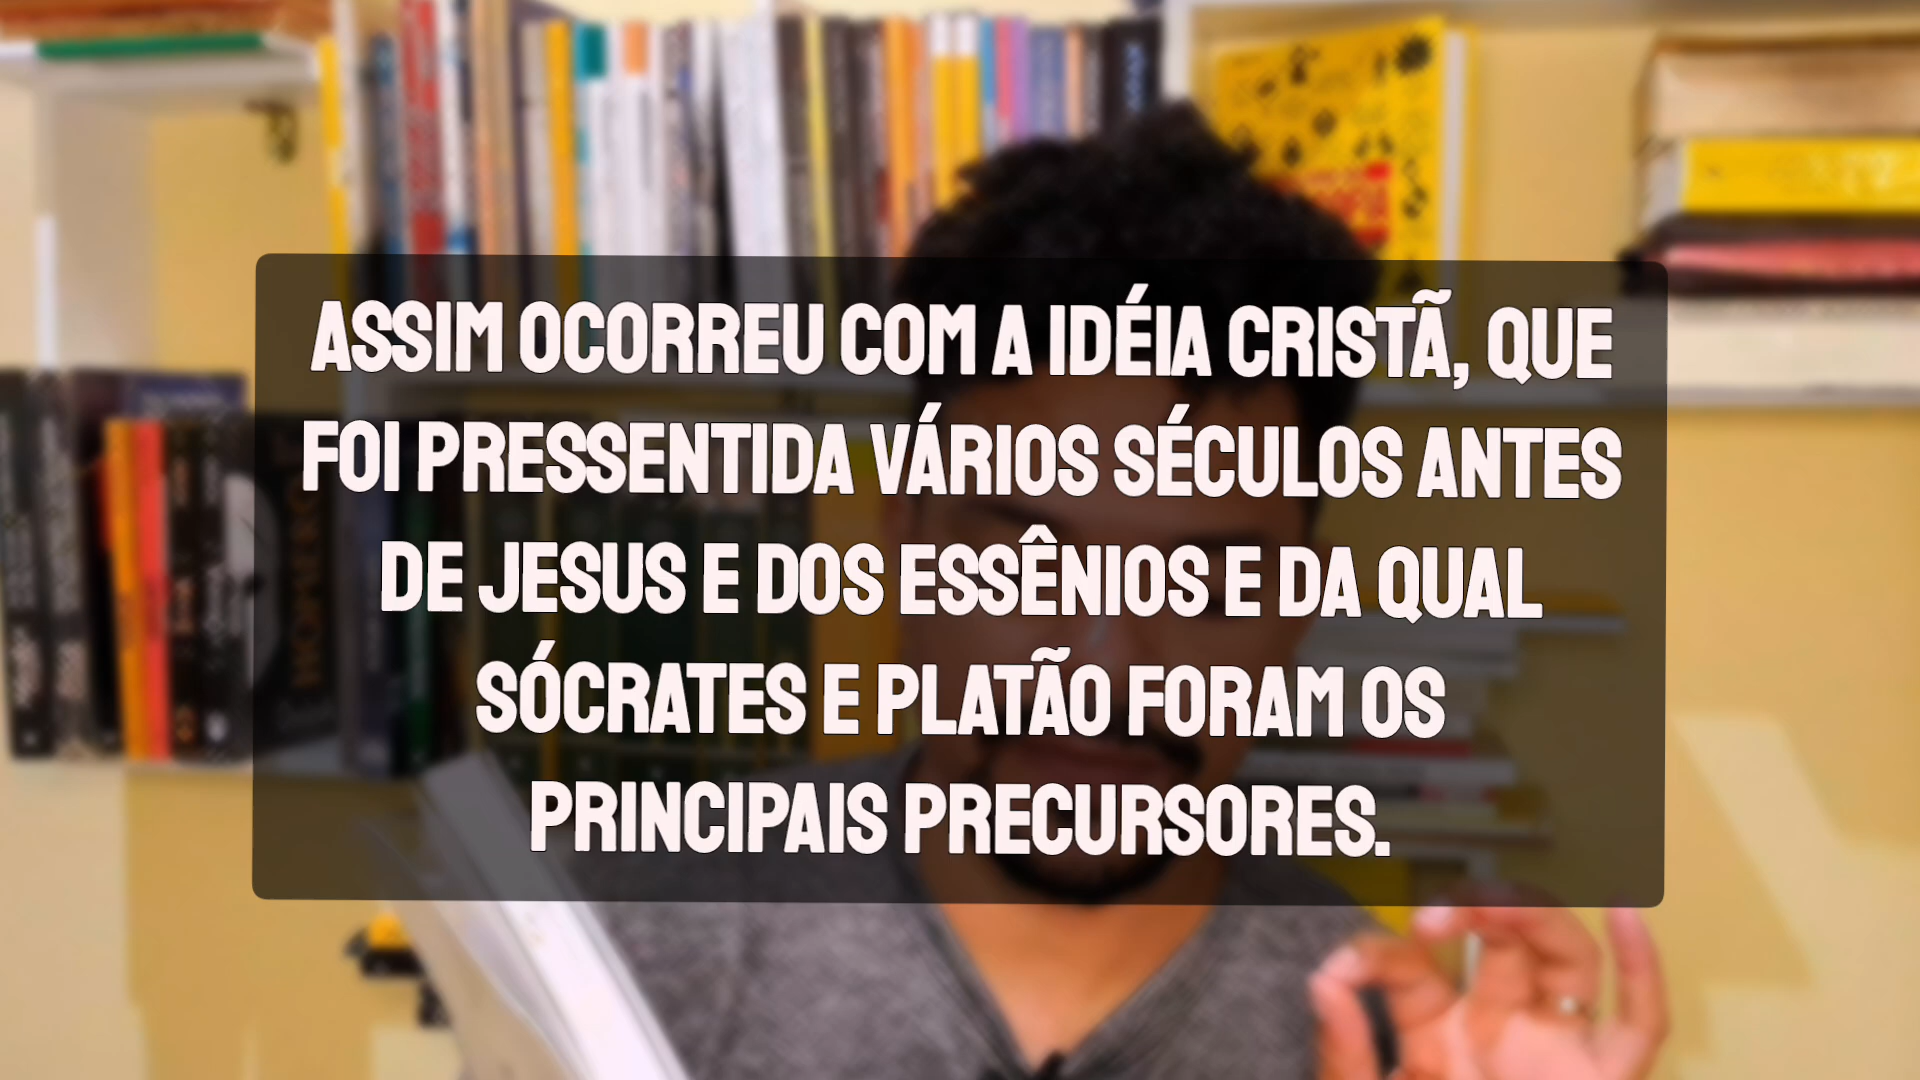 ASSIM OCORREU COM A IDÉIA CRISTÃ, QUE
FOI PRESSENTIDA VÁRIOS SÉCULOS ANTES
DE JESUS E DOS ESSÊNIOS E DA QUAL
SÓCRATES E PLATÃO FORAM OS
PRINCIPAIS PRECURSORES.